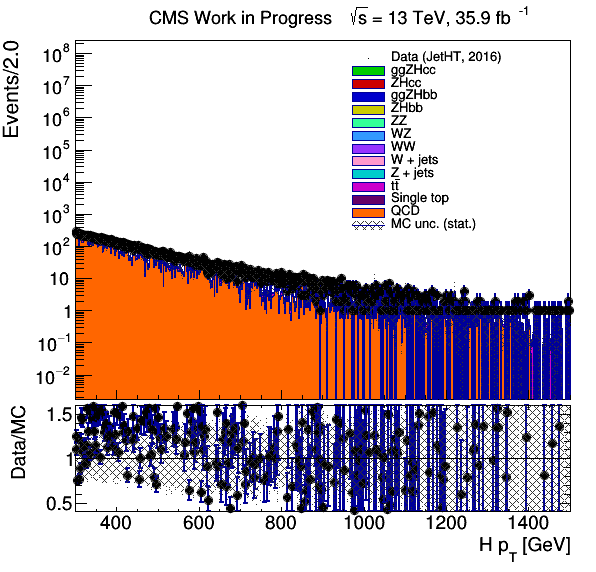 CMS Work in Progress √s = 13 TeV, 35.9 fb⁻¹
Events/2.0
10⁸
10⁷
10⁶
10⁵
10⁴
10³
10²
10
1
10⁻¹
10⁻²
Data (JetHT, 2016)
ggZHcc
ZHcc
ggZHbb
ZHbb
ZZ
WZ
WW
W + jets
Z + jets
tt̄
Single top
QCD
MC unc. (stat.)
Data/MC
1.5
1
0.5
400 600 800 1000 1200 1400
H p_T [GeV]